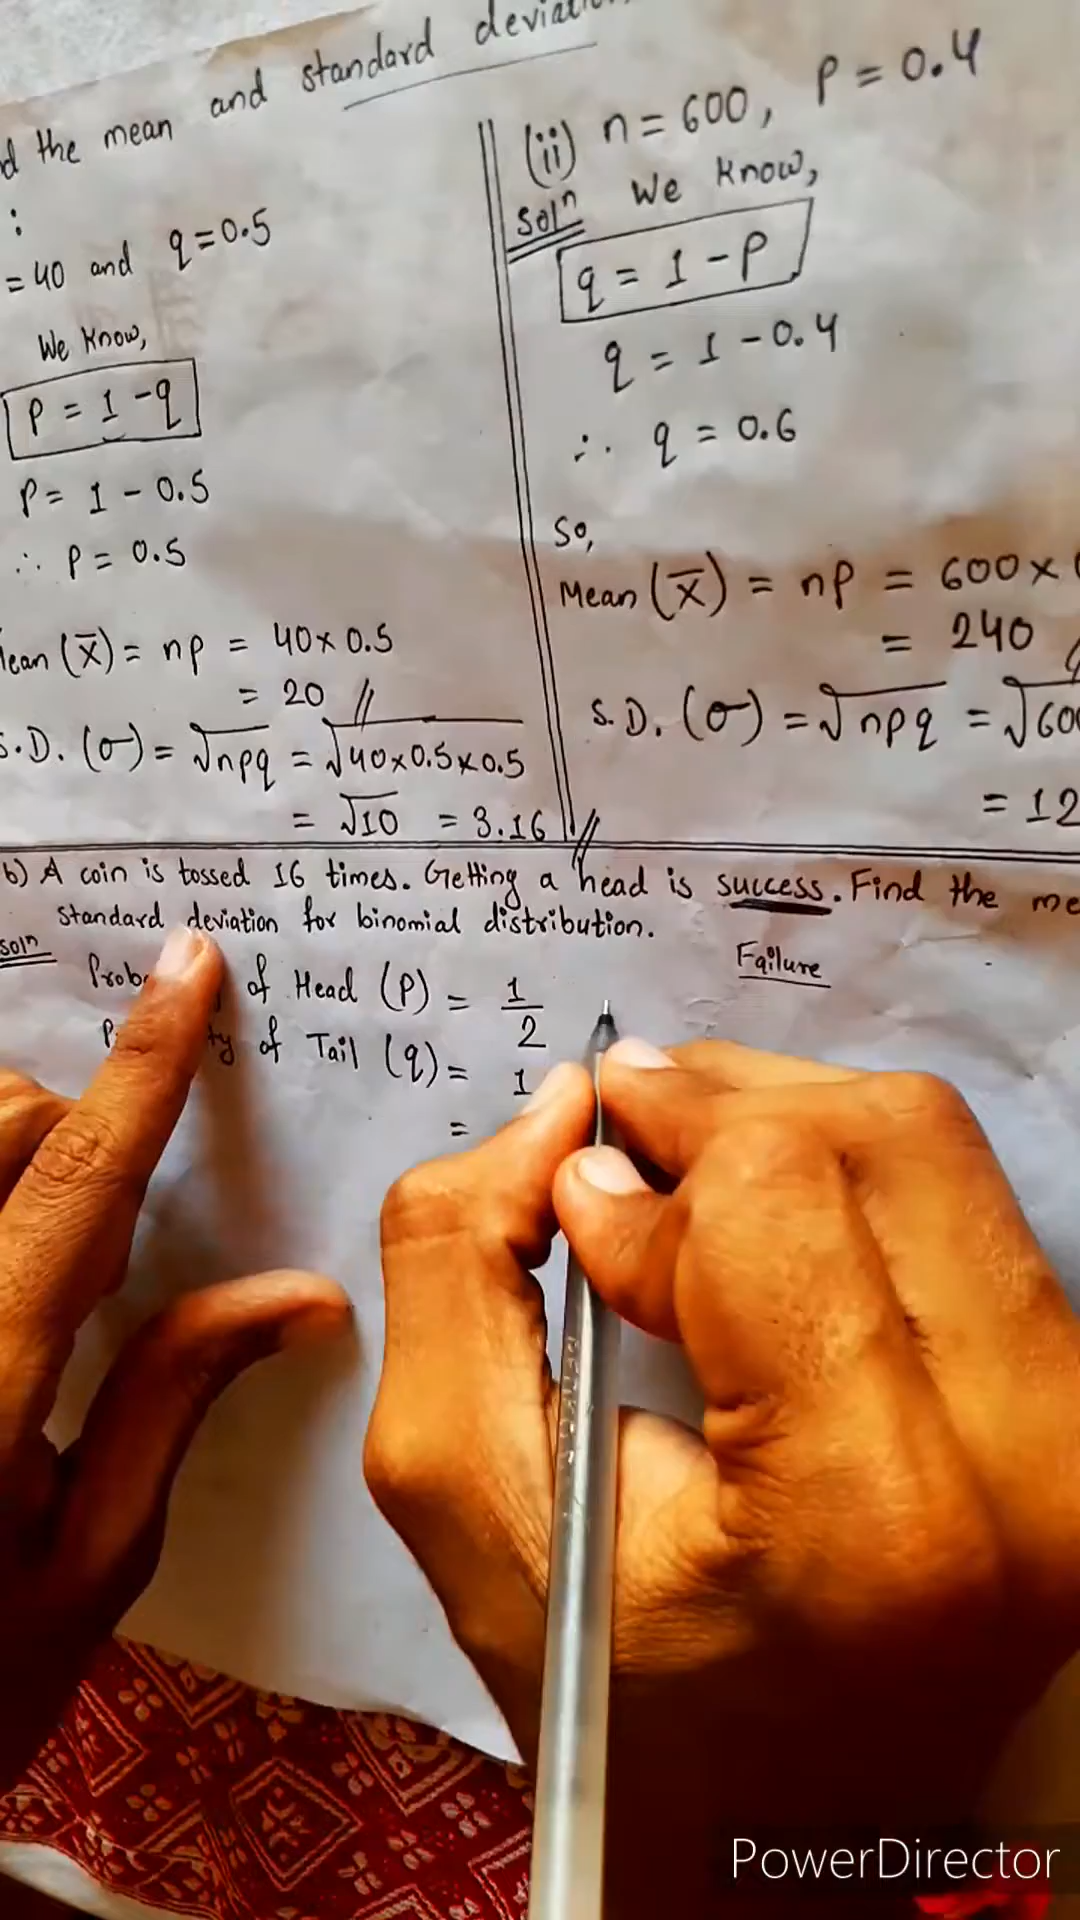 d the mean and standard deviation
:
= 40 and q = 0.5
We know,
p = 1 - q
p = 1 - 0.5
∴ p = 0.5
Mean (x̄) = np = 40 × 0.5
= 20 //
S.D. (σ) = √npq = √40×0.5×0.5
= √10 = 3.16 //
(ii) n = 600, p = 0.4
Solⁿ We know,
q = 1 - p
q = 1 - 0.4
∴ q = 0.6
So,
Mean (x̄) = np = 600 ×
= 240 //
S.D. (σ) = √npq = √600
= 12
b) A coin is tossed 16 times. Getting a head is success. Find the me
standard deviation for binomial distribution.
Solⁿ
Failure
of Head (p) = 1/2
of Tail (q) = 1
=
PowerDirector